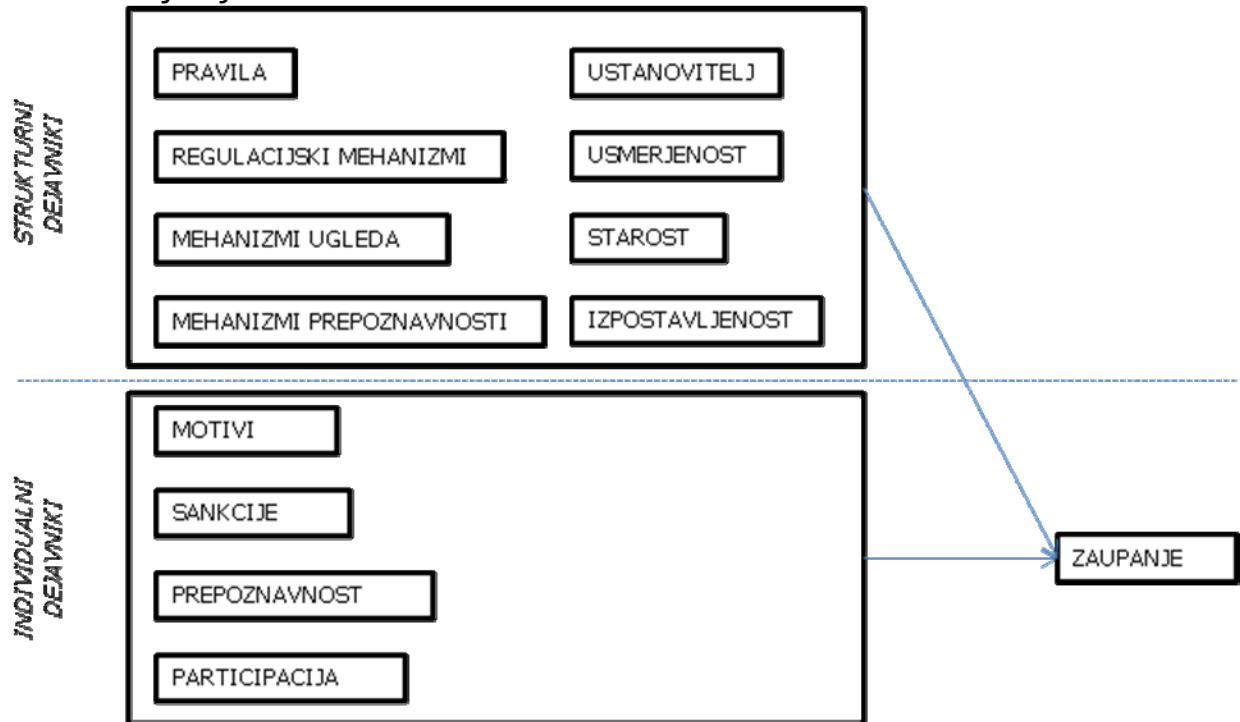 STRUKTURNI
DEJAVNIKI
PRAVILA
REGULACIJSKI MEHANIZMI
MEHANIZMI UGLEDA
MEHANIZMI PREPOZNAVNOSTI
USTANOVITELJ
USMERJENOST
STAROST
IZPOSTAVLJENOST
INDIVIDUALNI
DEJAVNIKI
MOTIVI
SANKCIJE
PREPOZNAVNOST
PARTICIPACIJA
ZAUPANJE